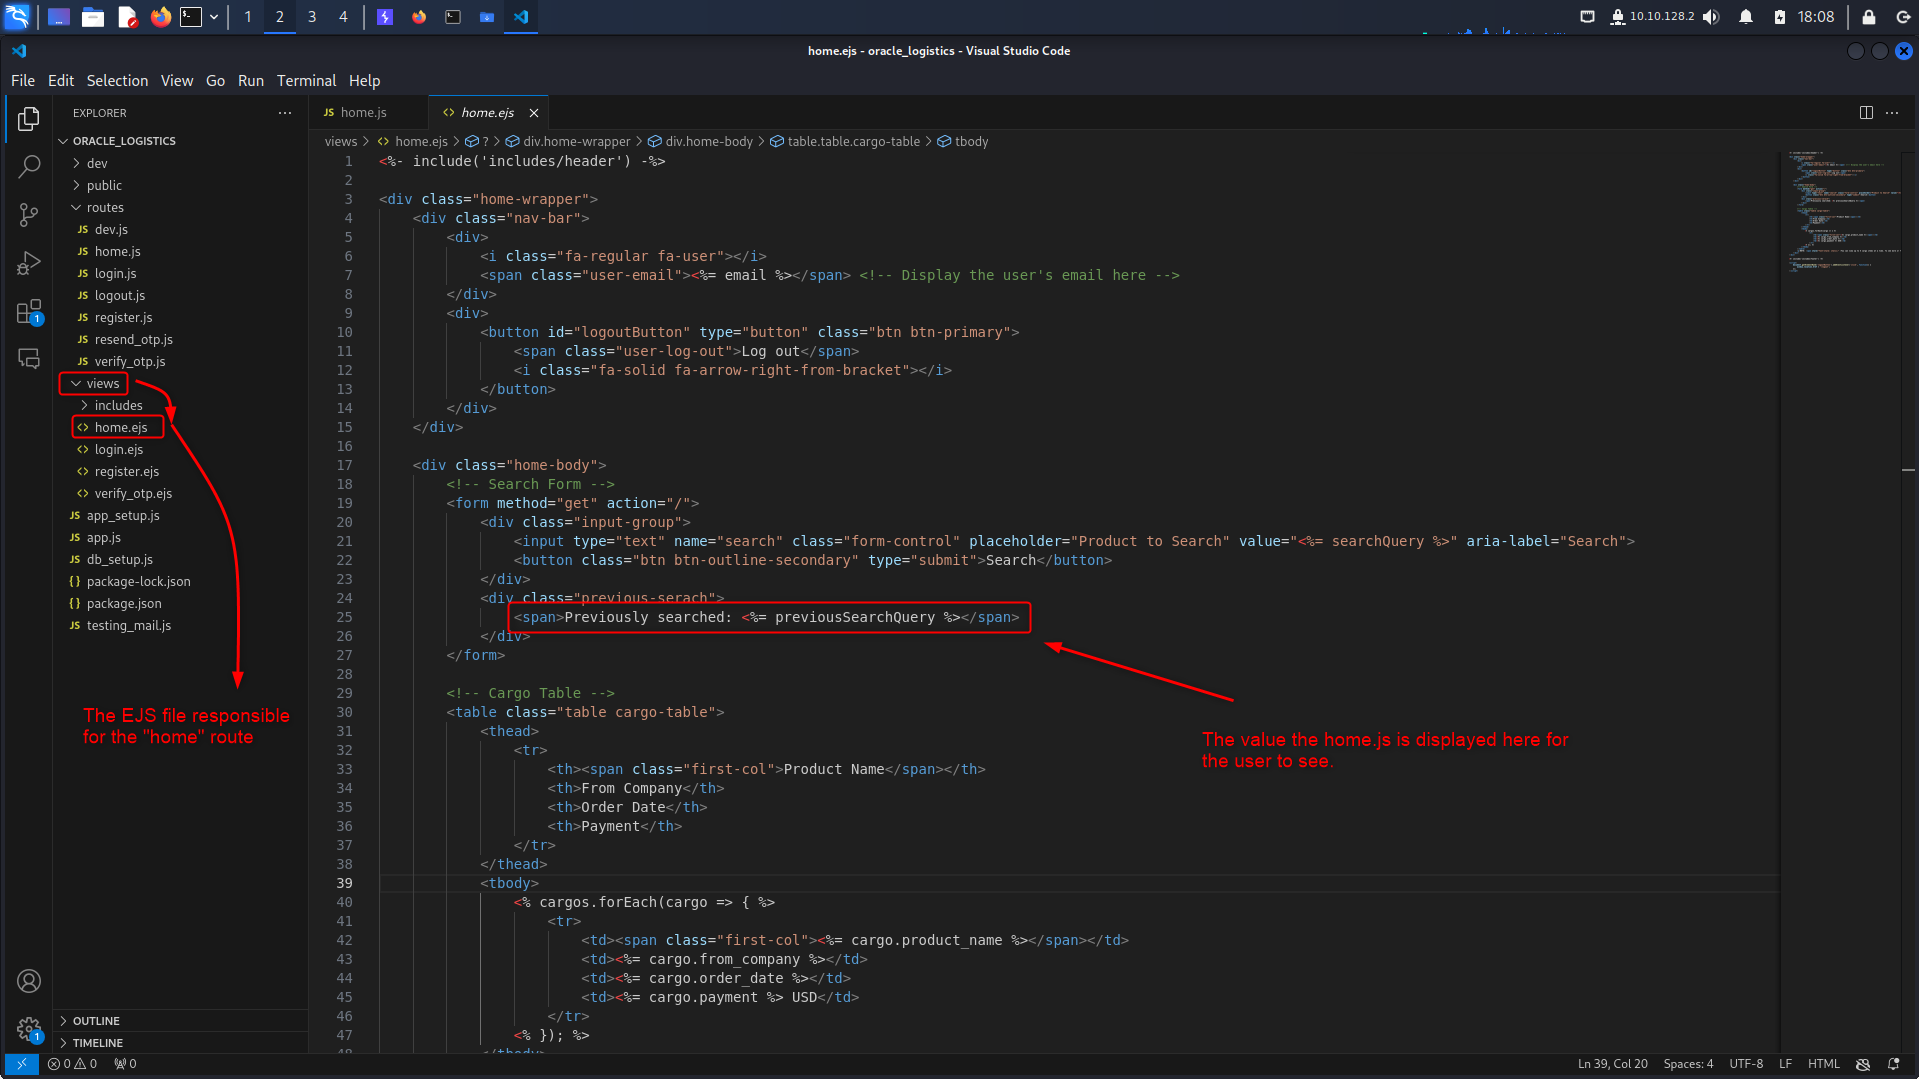 1 2 3 4 10.10.128.2 18:08
home.ejs - oracle_logistics - Visual Studio Code
File Edit Selection View Go Run Terminal Help
EXPLORER ···
ORACLE_LOGISTICS
dev
public
routes
JS dev.js
JS home.js
JS login.js
JS logout.js
JS register.js
JS resend_otp.js
JS verify_otp.js
views
includes
<> home.ejs
<> login.ejs
<> register.ejs
<> verify_otp.ejs
JS app_setup.js
JS app.js
JS db_setup.js
{} package-lock.json
{} package.json
JS testing_mail.js
The EJS file responsible
for the "home" route
OUTLINE
TIMELINE
1
1
JS home.js <> home.ejs ×
views > <> home.ejs > ? > div.home-wrapper > div.home-body > table.table.cargo-table > tbody
1 <%- include('includes/header') -%>
2
3 <div class="home-wrapper">
4 <div class="nav-bar">
5 <div>
6 <i class="fa-regular fa-user"></i>
7 <span class="user-email"><%= email %></span> <!-- Display the user's email here -->
8 </div>
9 <div>
10 <button id="logoutButton" type="button" class="btn btn-primary">
11 <span class="user-log-out">Log out</span>
12 <i class="fa-solid fa-arrow-right-from-bracket"></i>
13 </button>
14 </div>
15 </div>
16
17 <div class="home-body">
18 <!-- Search Form -->
19 <form method="get" action="/">
20 <div class="input-group">
21 <input type="text" name="search" class="form-control" placeholder="Product to Search" value="<%= searchQuery %>" aria-label="Search">
22 <button class="btn btn-outline-secondary" type="submit">Search</button>
23 </div>
24 <div class="previous-serach">
25 <span>Previously searched: <%= previousSearchQuery %></span>
26 </div>
27 </form>
28
29 <!-- Cargo Table -->
30 <table class="table cargo-table">
31 <thead>
32 <tr>
33 <th><span class="first-col">Product Name</span></th>
34 <th>From Company</th>
35 <th>Order Date</th>
36 <th>Payment</th>
37 </tr>
38 </thead>
39 <tbody>
40 <% cargos.forEach(cargo => { %>
41 <tr>
42 <td><span class="first-col"><%= cargo.product_name %></span></td>
43 <td><%= cargo.from_company %></td>
44 <td><%= cargo.order_date %></td>
45 <td><%= cargo.payment %> USD</td>
46 </tr>
47 <% }); %>
48 </tbody>
The value the home.js is displayed here for
the user to see.
0 0 0 Ln 39, Col 20 Spaces: 4 UTF-8 LF HTML